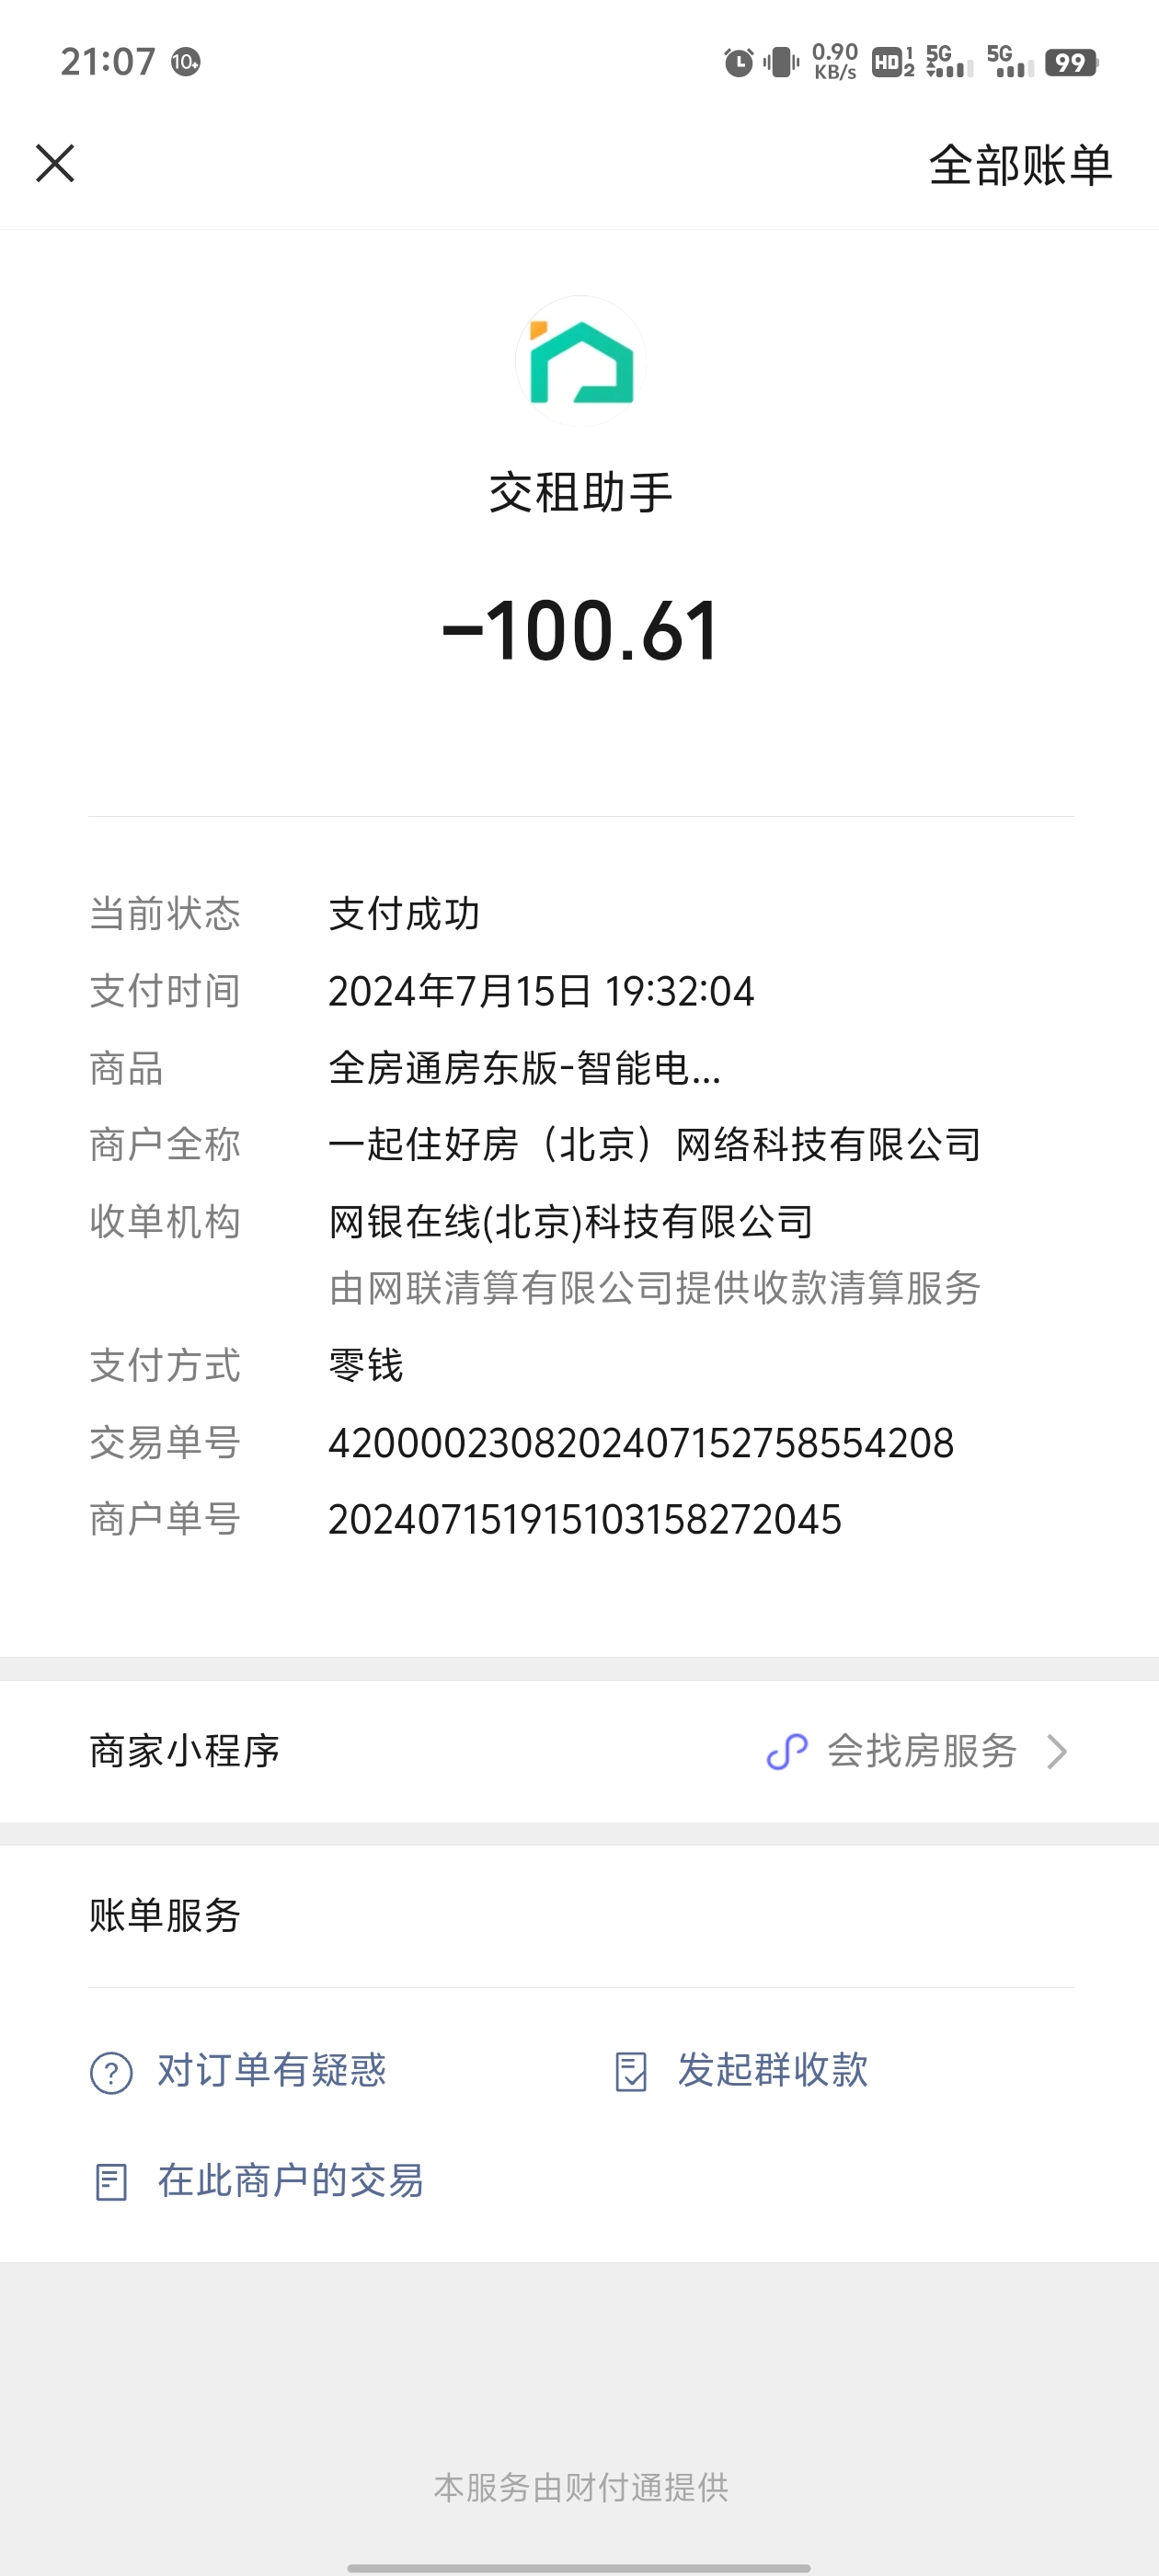 21:07 10+ 0.90 KB/s HD 1 2 5G 5G 99
全部账单
交租助手
-100.61
当前状态 支付成功
支付时间 2024年7月15日 19:32:04
商品 全房通房东版-智能电...
商户全称 一起住好房（北京）网络科技有限公司
收单机构 网银在线(北京)科技有限公司
由网联清算有限公司提供收款清算服务
支付方式 零钱
交易单号 4200002308202407152758554208
商户单号 202407151915103158272045
商家小程序 会找房服务
账单服务
对订单有疑惑 发起群收款
在此商户的交易
本服务由财付通提供